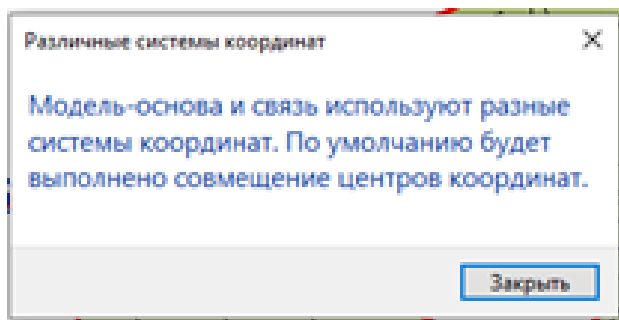 Различные системы координат
Модель-основа и связь используют разные
системы координат. По умолчанию будет
выполнено совмещение центров координат.
Закрыть